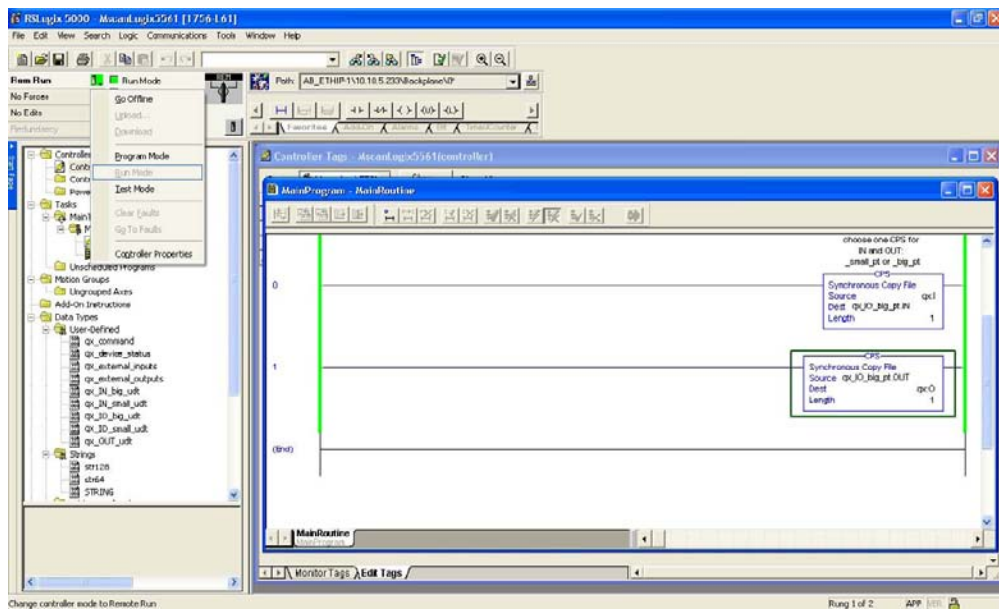 RSLogix 5000 - MscanLogix5561 [1756-L61]
File Edit View Search Logic Communications Tools Window Help
Rem Run
Run Mode
Path: AB_ETHIP-1\10.10.5.230\Backplane\0*
No Forces
No Edits
Redundancy
Go Offline
Upload...
Download
Program Mode
Run Mode
Test Mode
Clear Faults
Go To Faults
Controller Properties
Favorites Add-On Alarms Bit Timer/Counter
Controller
Cont
Cont
Power
Tasks
MainT
M
Unscheduled Programs
Motion Groups
Ungrouped Axes
Add-On Instructions
Data Types
User-Defined
qx_command
qx_device_status
qx_external_inputs
qx_external_outputs
qx_IN_big_udt
qx_IN_small_udt
qx_IO_big_udt
qx_IO_small_udt
qx_OUT_udt
Strings
str128
str64
STRING
Controller Tags - MscanLogix5561(controller)
MainProgram - MainRoutine
choose one CPS for
IN and OUT:
_small_pt or _big_pt
0
CPS
Synchronous Copy File
Source qx:I
Dest qx_IO_big_pt.IN
Length 1
1
CPS
Synchronous Copy File
Source qx_IO_big_pt.OUT
Dest qx:O
Length 1
(End)
MainRoutine
MainProgram
Monitor Tags Edit Tags
Change controller mode to Remote Run
Rung 1 of 2 APP VER